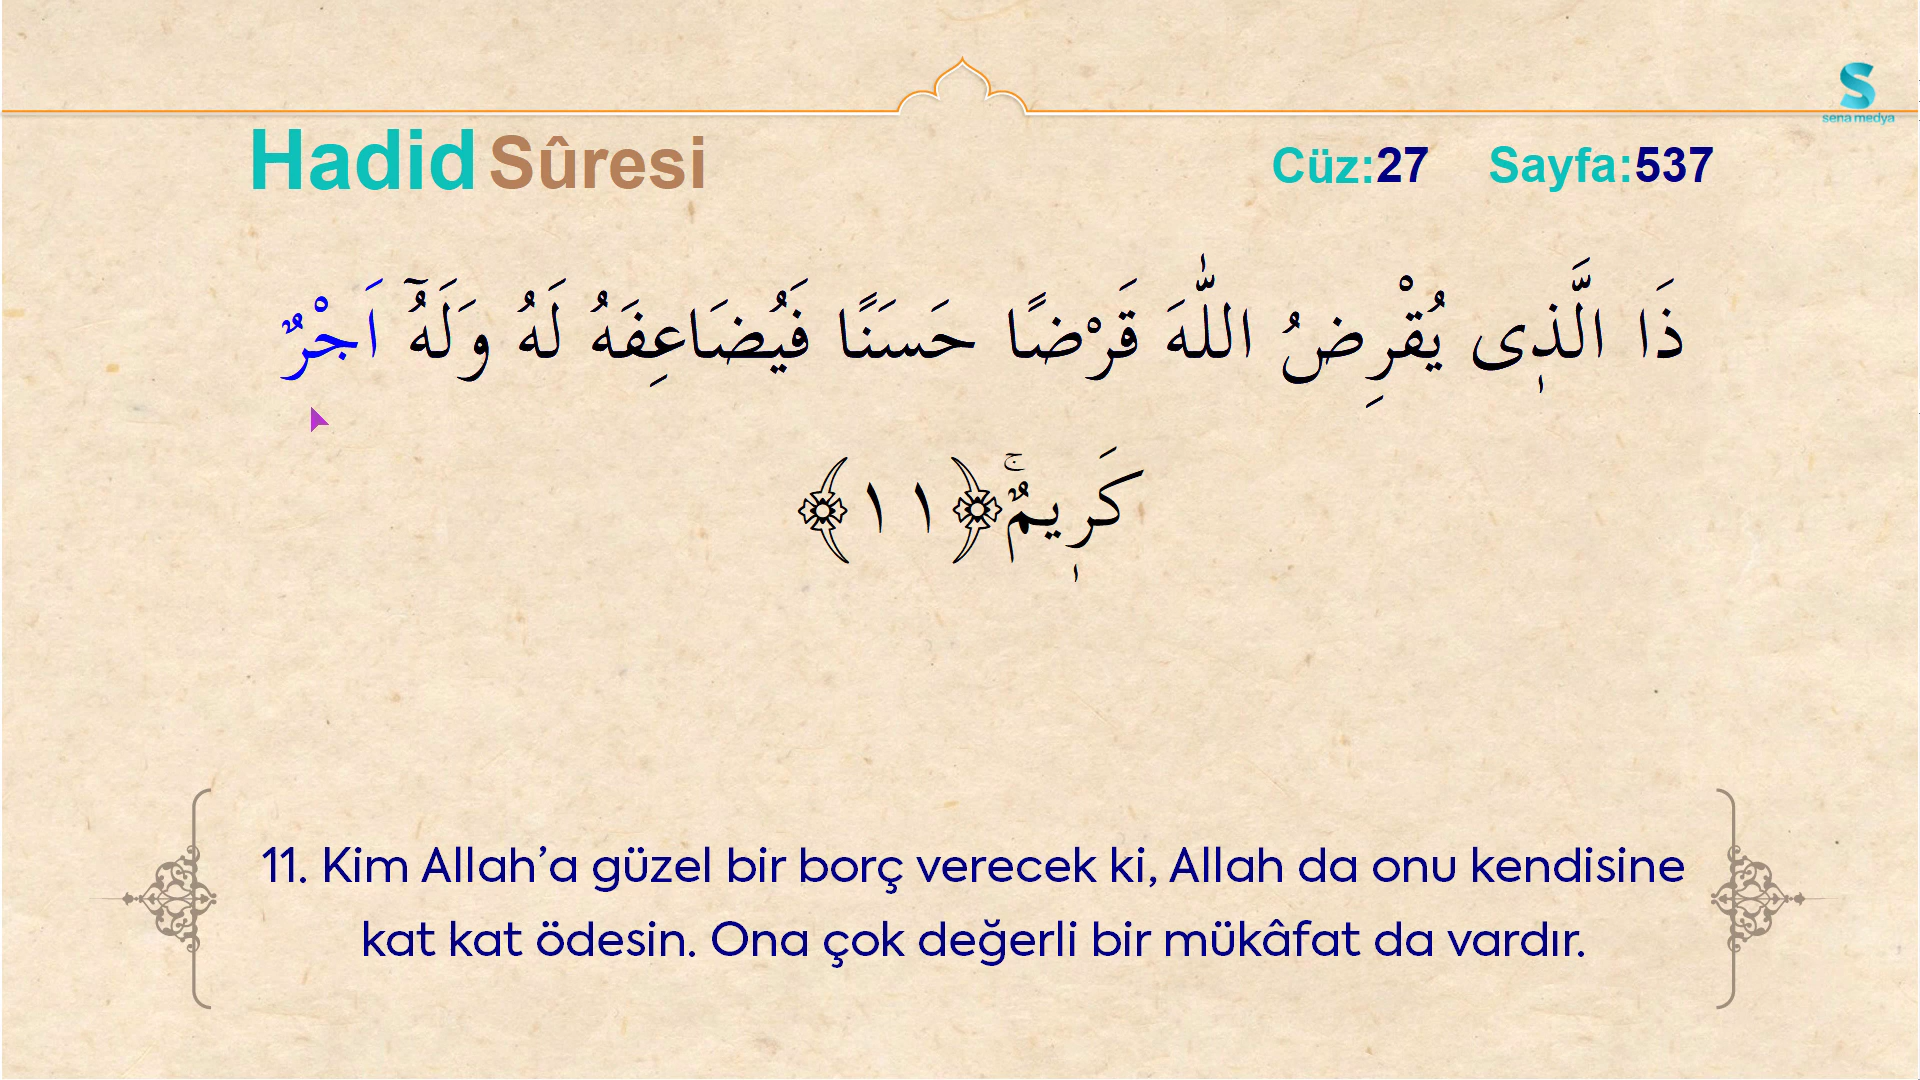 sena medya
Hadid Sûresi Cüz:27 Sayfa:537
ذَا الَّذٖى يُقْرِضُ اللّٰهَ قَرْضًا حَسَنًا فَيُضَاعِفَهُ لَهُ وَلَهُٓ اَجْرٌ
كَرٖيمٌۚ ﴿١١﴾
11. Kim Allah’a güzel bir borç verecek ki, Allah da onu kendisine
kat kat ödesin. Ona çok değerli bir mükâfat da vardır.